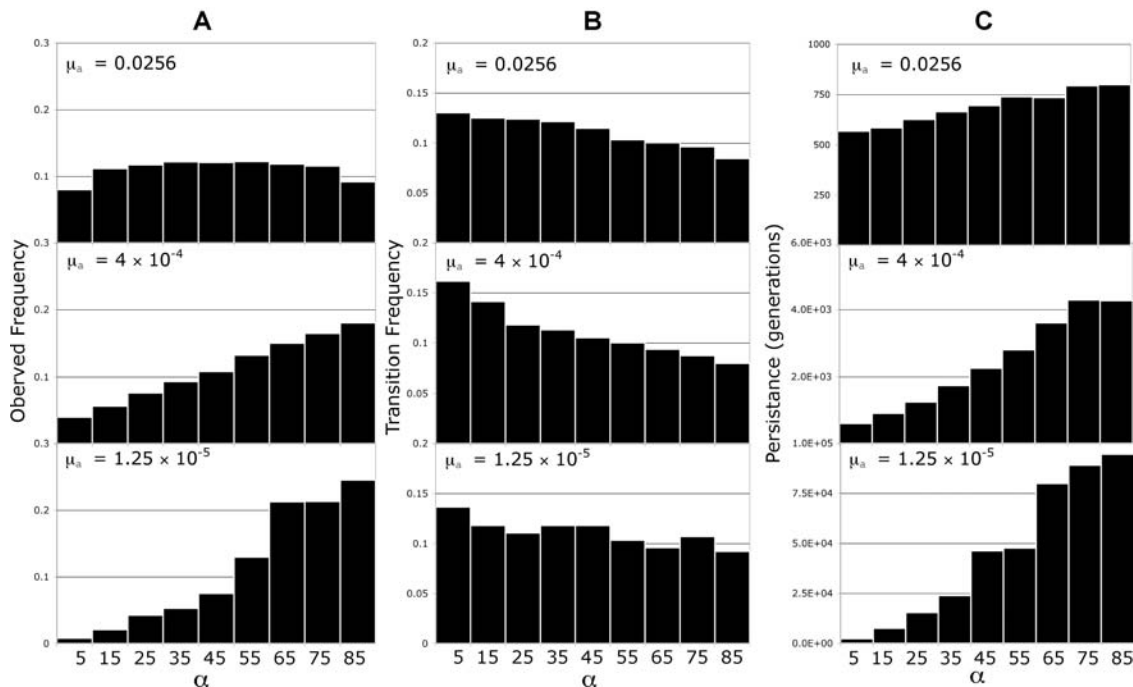 A
B
C
Oberved Frequency
0.3
μa = 0.0256
0.2
0.1
0.3
μa = 4 × 10-4
0.2
0.1
0.3
μa = 1.25 × 10-5
0.2
0.1
0
5 15 25 35 45 55 65 75 85
α
Transition Frequency
0.2
μa = 0.0256
0.15
0.1
0.05
0.2
μa = 4 × 10-4
0.15
0.1
0.05
0.2
μa = 1.25 × 10-5
0.15
0.1
0.05
0
5 15 25 35 45 55 65 75 85
α
Persistance (generations)
1000
μa = 0.0256
750
500
250
6.0E+03
μa = 4 × 10-4
4.0E+03
2.0E+03
1.0E+05
μa = 1.25 × 10-5
7.5E+04
5.0E+04
2.5E+04
0.0E+00
5 15 25 35 45 55 65 75 85
α